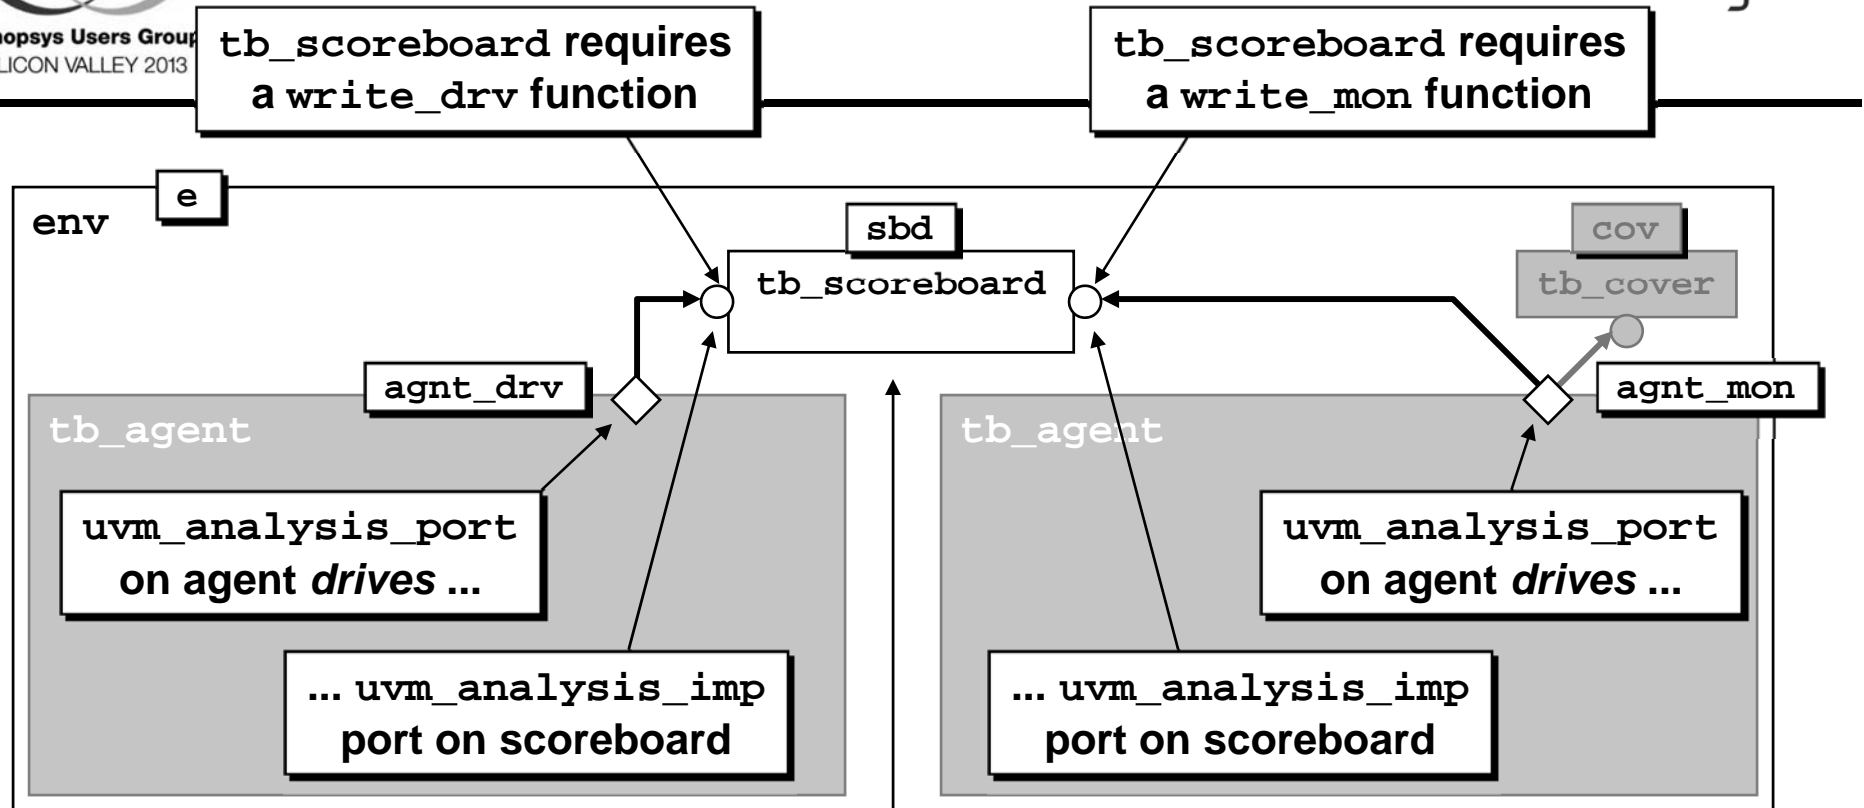 nopsys Users Group
LICON VALLEY 2013
tb_scoreboard requires
a write_drv function
tb_scoreboard requires
a write_mon function
e
env
sbd
tb_scoreboard
cov
tb_cover
agnt_drv
agnt_mon
tb_agent
tb_agent
uvm_analysis_port
on agent drives ...
uvm_analysis_port
on agent drives ...
... uvm_analysis_imp
port on scoreboard
... uvm_analysis_imp
port on scoreboard